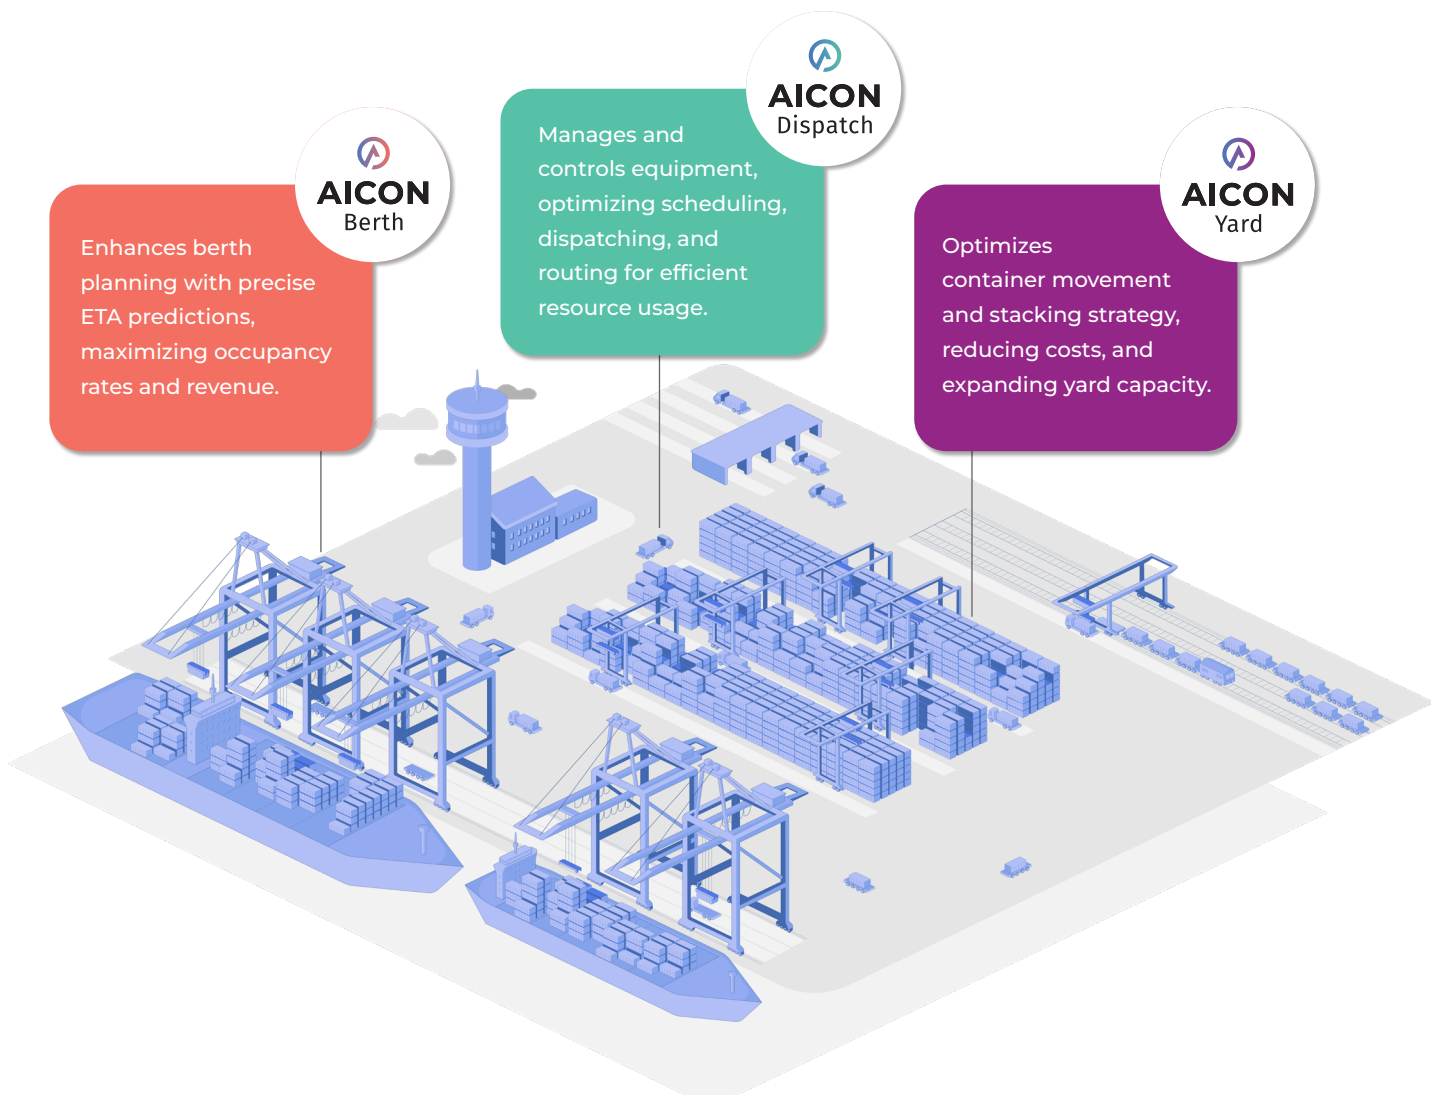 AICON
Berth
Enhances berth
planning with precise
ETA predictions,
maximizing occupancy
rates and revenue.
AICON
Dispatch
Manages and
controls equipment,
optimizing scheduling,
dispatching, and
routing for efficient
resource usage.
AICON
Yard
Optimizes
container movement
and stacking strategy,
reducing costs, and
expanding yard capacity.